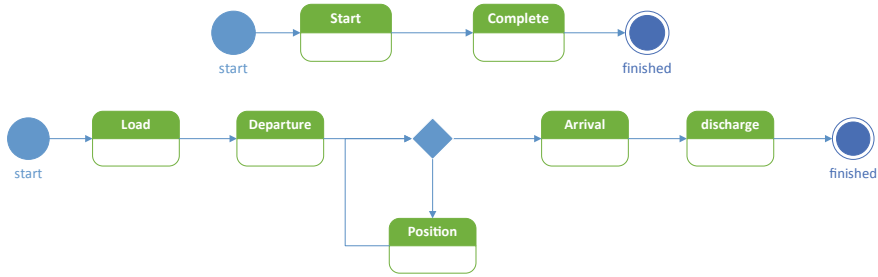 Start
Complete
start
finished
Load
Departure
Arrival
discharge
start
finished
Position